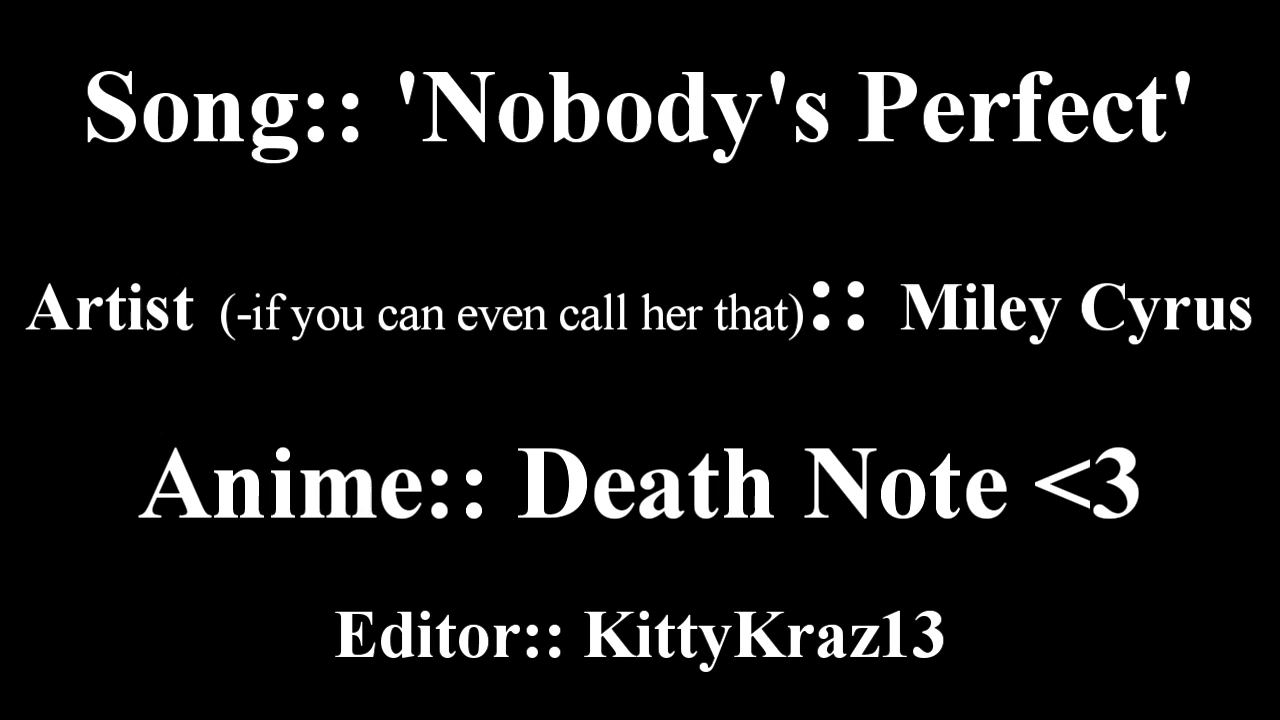 Song:: 'Nobody's Perfect'
Artist (-if you can even call her that):: Miley Cyrus
Anime:: Death Note <3
Editor:: KittyKraz13